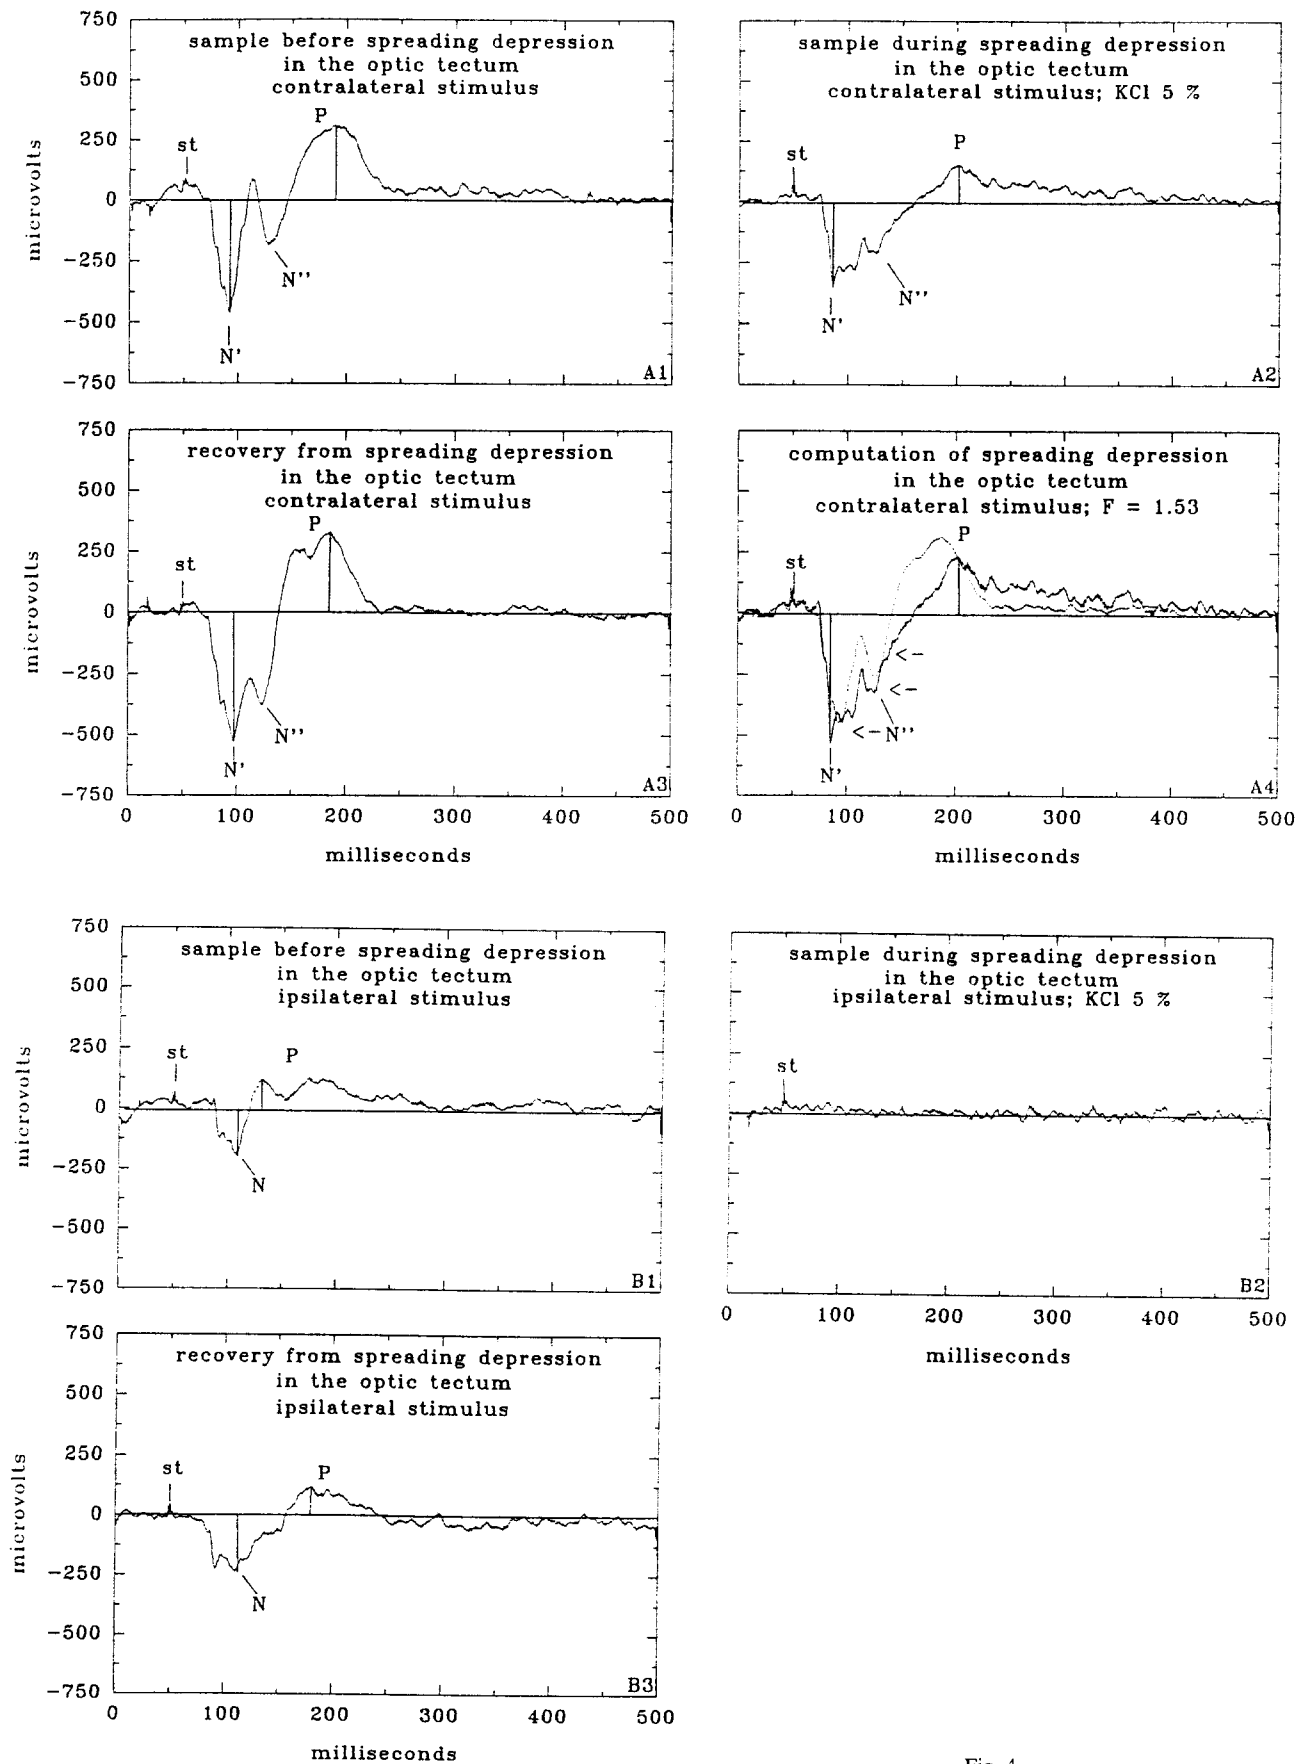 750
500
250
0
-250
-500
-750
microvolts
sample before spreading depression
in the optic tectum
contralateral stimulus
st
P
N'
N''
A1
sample during spreading depression
in the optic tectum
contralateral stimulus; KCl 5 %
st
P
N'
N''
A2
750
500
250
0
-250
-500
-750
microvolts
recovery from spreading depression
in the optic tectum
contralateral stimulus
st
P
N'
N''
A3
0 100 200 300 400 500
milliseconds
computation of spreading depression
in the optic tectum
contralateral stimulus; F = 1.53
st
P
<-
<-
<- N''
N'
A4
0 100 200 300 400 500
milliseconds
750
500
250
0
-250
-500
-750
microvolts
sample before spreading depression
in the optic tectum
ipsilateral stimulus
st
P
N
B1
sample during spreading depression
in the optic tectum
ipsilateral stimulus; KCl 5 %
st
B2
0 100 200 300 400 500
milliseconds
750
500
250
0
-250
-500
-750
microvolts
recovery from spreading depression
in the optic tectum
ipsilateral stimulus
st
P
N
B3
0 100 200 300 400 500
milliseconds